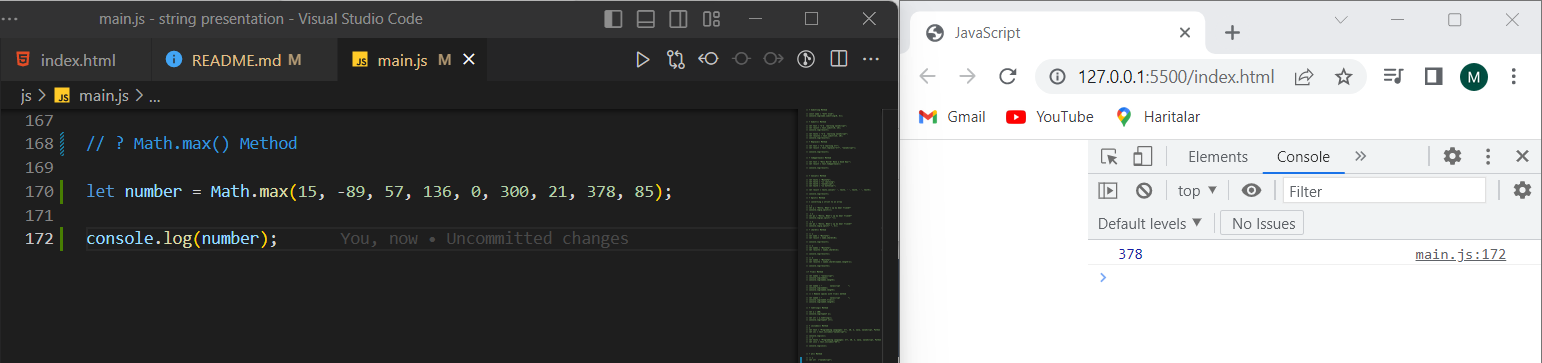 main.js - string presentation - Visual Studio Code
index.html
README.md M
main.js M
js > main.js > ...
167
168 // ? Math.max() Method
169
170 let number = Math.max(15, -89, 57, 136, 0, 300, 21, 378, 85);
171
172 console.log(number); You, now • Uncommitted changes
JavaScript
127.0.0.1:5500/index.html
M
Gmail YouTube Haritalar
Elements Console
top Filter
Default levels No Issues
378 main.js:172